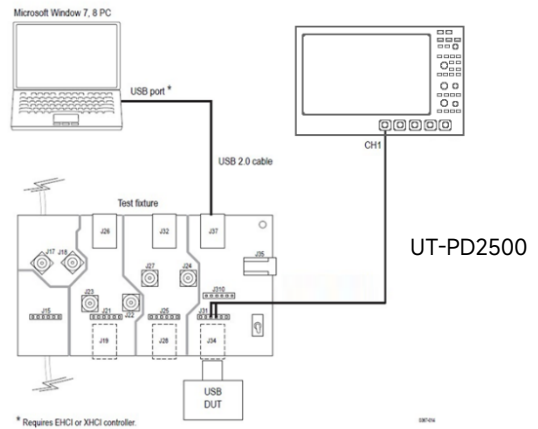 Microsoft Window 7, 8 PC
USB port *
CH1
USB 2.0 cable
Test fixture
J26
J32
J37
J17
J18
J35
UT-PD2500
J27
J24
J23
J22
J310
J15
J21
J25
J31
J19
J28
J34
USB
DUT
* Requires EHCI or XHCI controller.